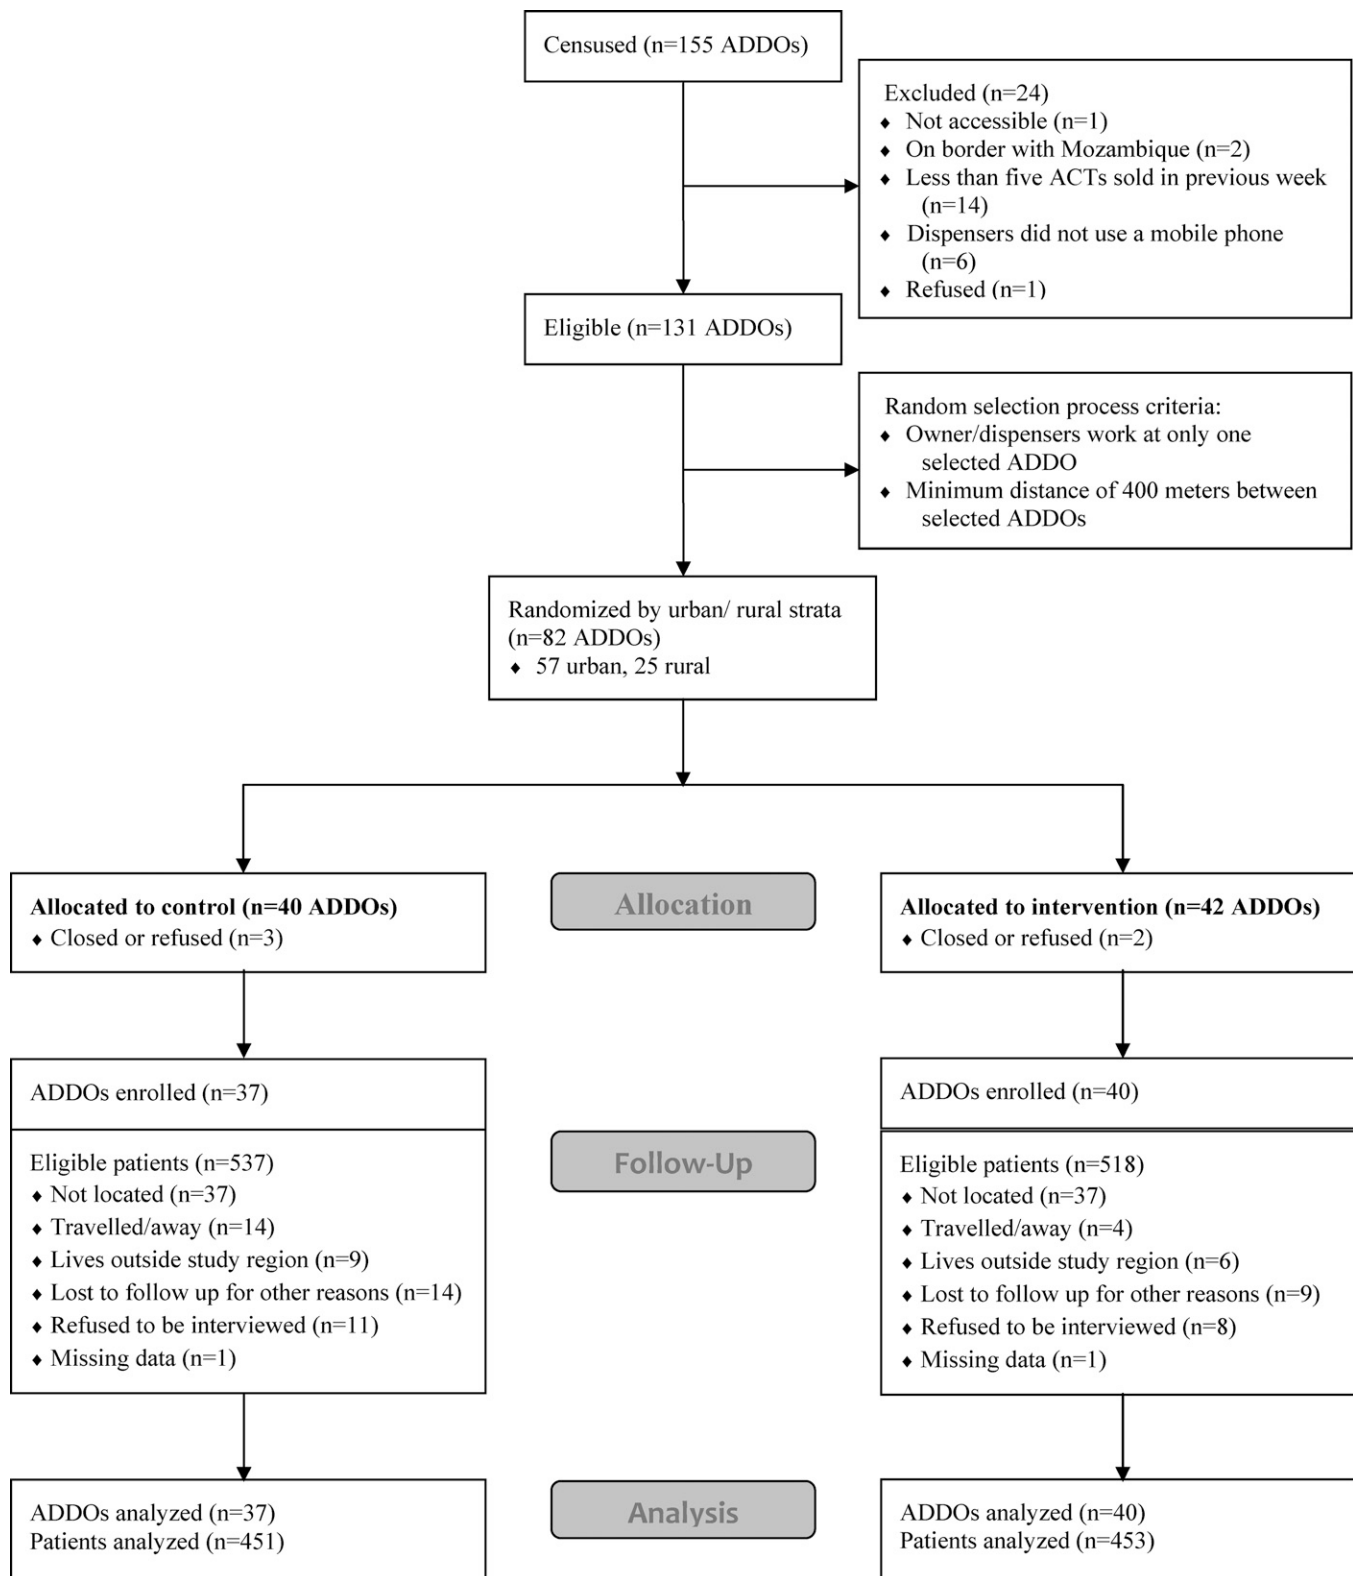 Censused (n=155 ADDOs)
Excluded (n=24)
♦ Not accessible (n=1)
♦ On border with Mozambique (n=2)
♦ Less than five ACTs sold in previous week
(n=14)
♦ Dispensers did not use a mobile phone
(n=6)
♦ Refused (n=1)
Eligible (n=131 ADDOs)
Random selection process criteria:
♦ Owner/dispensers work at only one
selected ADDO
♦ Minimum distance of 400 meters between
selected ADDOs
Randomized by urban/ rural strata
(n=82 ADDOs)
♦ 57 urban, 25 rural
Allocated to control (n=40 ADDOs)
♦ Closed or refused (n=3)
Allocation
Allocated to intervention (n=42 ADDOs)
♦ Closed or refused (n=2)
ADDOs enrolled (n=37)
Eligible patients (n=537)
♦ Not located (n=37)
♦ Travelled/away (n=14)
♦ Lives outside study region (n=9)
♦ Lost to follow up for other reasons (n=14)
♦ Refused to be interviewed (n=11)
♦ Missing data (n=1)
Follow-Up
ADDOs enrolled (n=40)
Eligible patients (n=518)
♦ Not located (n=37)
♦ Travelled/away (n=4)
♦ Lives outside study region (n=6)
♦ Lost to follow up for other reasons (n=9)
♦ Refused to be interviewed (n=8)
♦ Missing data (n=1)
ADDOs analyzed (n=37)
Patients analyzed (n=451)
Analysis
ADDOs analyzed (n=40)
Patients analyzed (n=453)